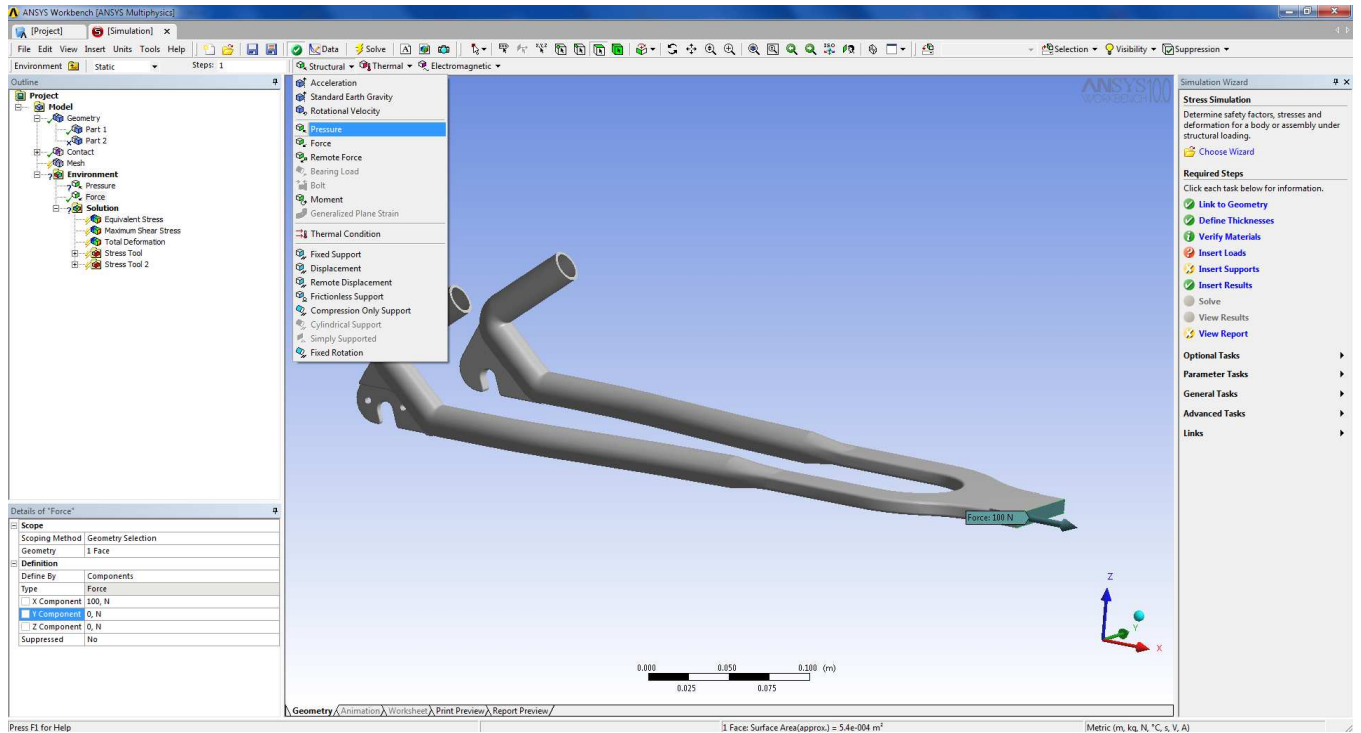 ANSYS Workbench [ANSYS Multiphysics]
[Project] [Simulation] ×
File Edit View Insert Units Tools Help Data Solve Selection Visibility Suppression
Environment Static Steps: 1 Structural Thermal Electromagnetic
Outline
Project
Model
Geometry
Part 1
Part 2
Contact
Mesh
Environment
Pressure
Force
Solution
Equivalent Stress
Maximum Shear Stress
Total Deformation
Stress Tool
Stress Tool 2
Acceleration
Standard Earth Gravity
Rotational Velocity
Pressure
Force
Remote Force
Bearing Load
Bolt
Moment
Generalized Plane Strain
Thermal Condition
Fixed Support
Displacement
Remote Displacement
Frictionless Support
Compression Only Support
Cylindrical Support
Simply Supported
Fixed Rotation
ANSYS 10.0
WORKBENCH
Force: 100 N
Z
Y
X
0.000 0.050 0.100 (m)
0.025 0.075
Simulation Wizard
Stress Simulation
Determine safety factors, stresses and
deformation for a body or assembly under
structural loading.
Choose Wizard
Required Steps
Click each task below for information.
Link to Geometry
Define Thicknesses
Verify Materials
Insert Loads
Insert Supports
Insert Results
Solve
View Results
View Report
Optional Tasks
Parameter Tasks
General Tasks
Advanced Tasks
Links
Details of "Force"
Scope
Scoping Method Geometry Selection
Geometry 1 Face
Definition
Define By Components
Type Force
X Component 100, N
Y Component 0, N
Z Component 0, N
Suppressed No
Geometry Animation Worksheet Print Preview Report Preview
Press F1 for Help 1 Face: Surface Area(approx.) = 5.4e-004 m² Metric (m, kg, N, °C, s, V, A)